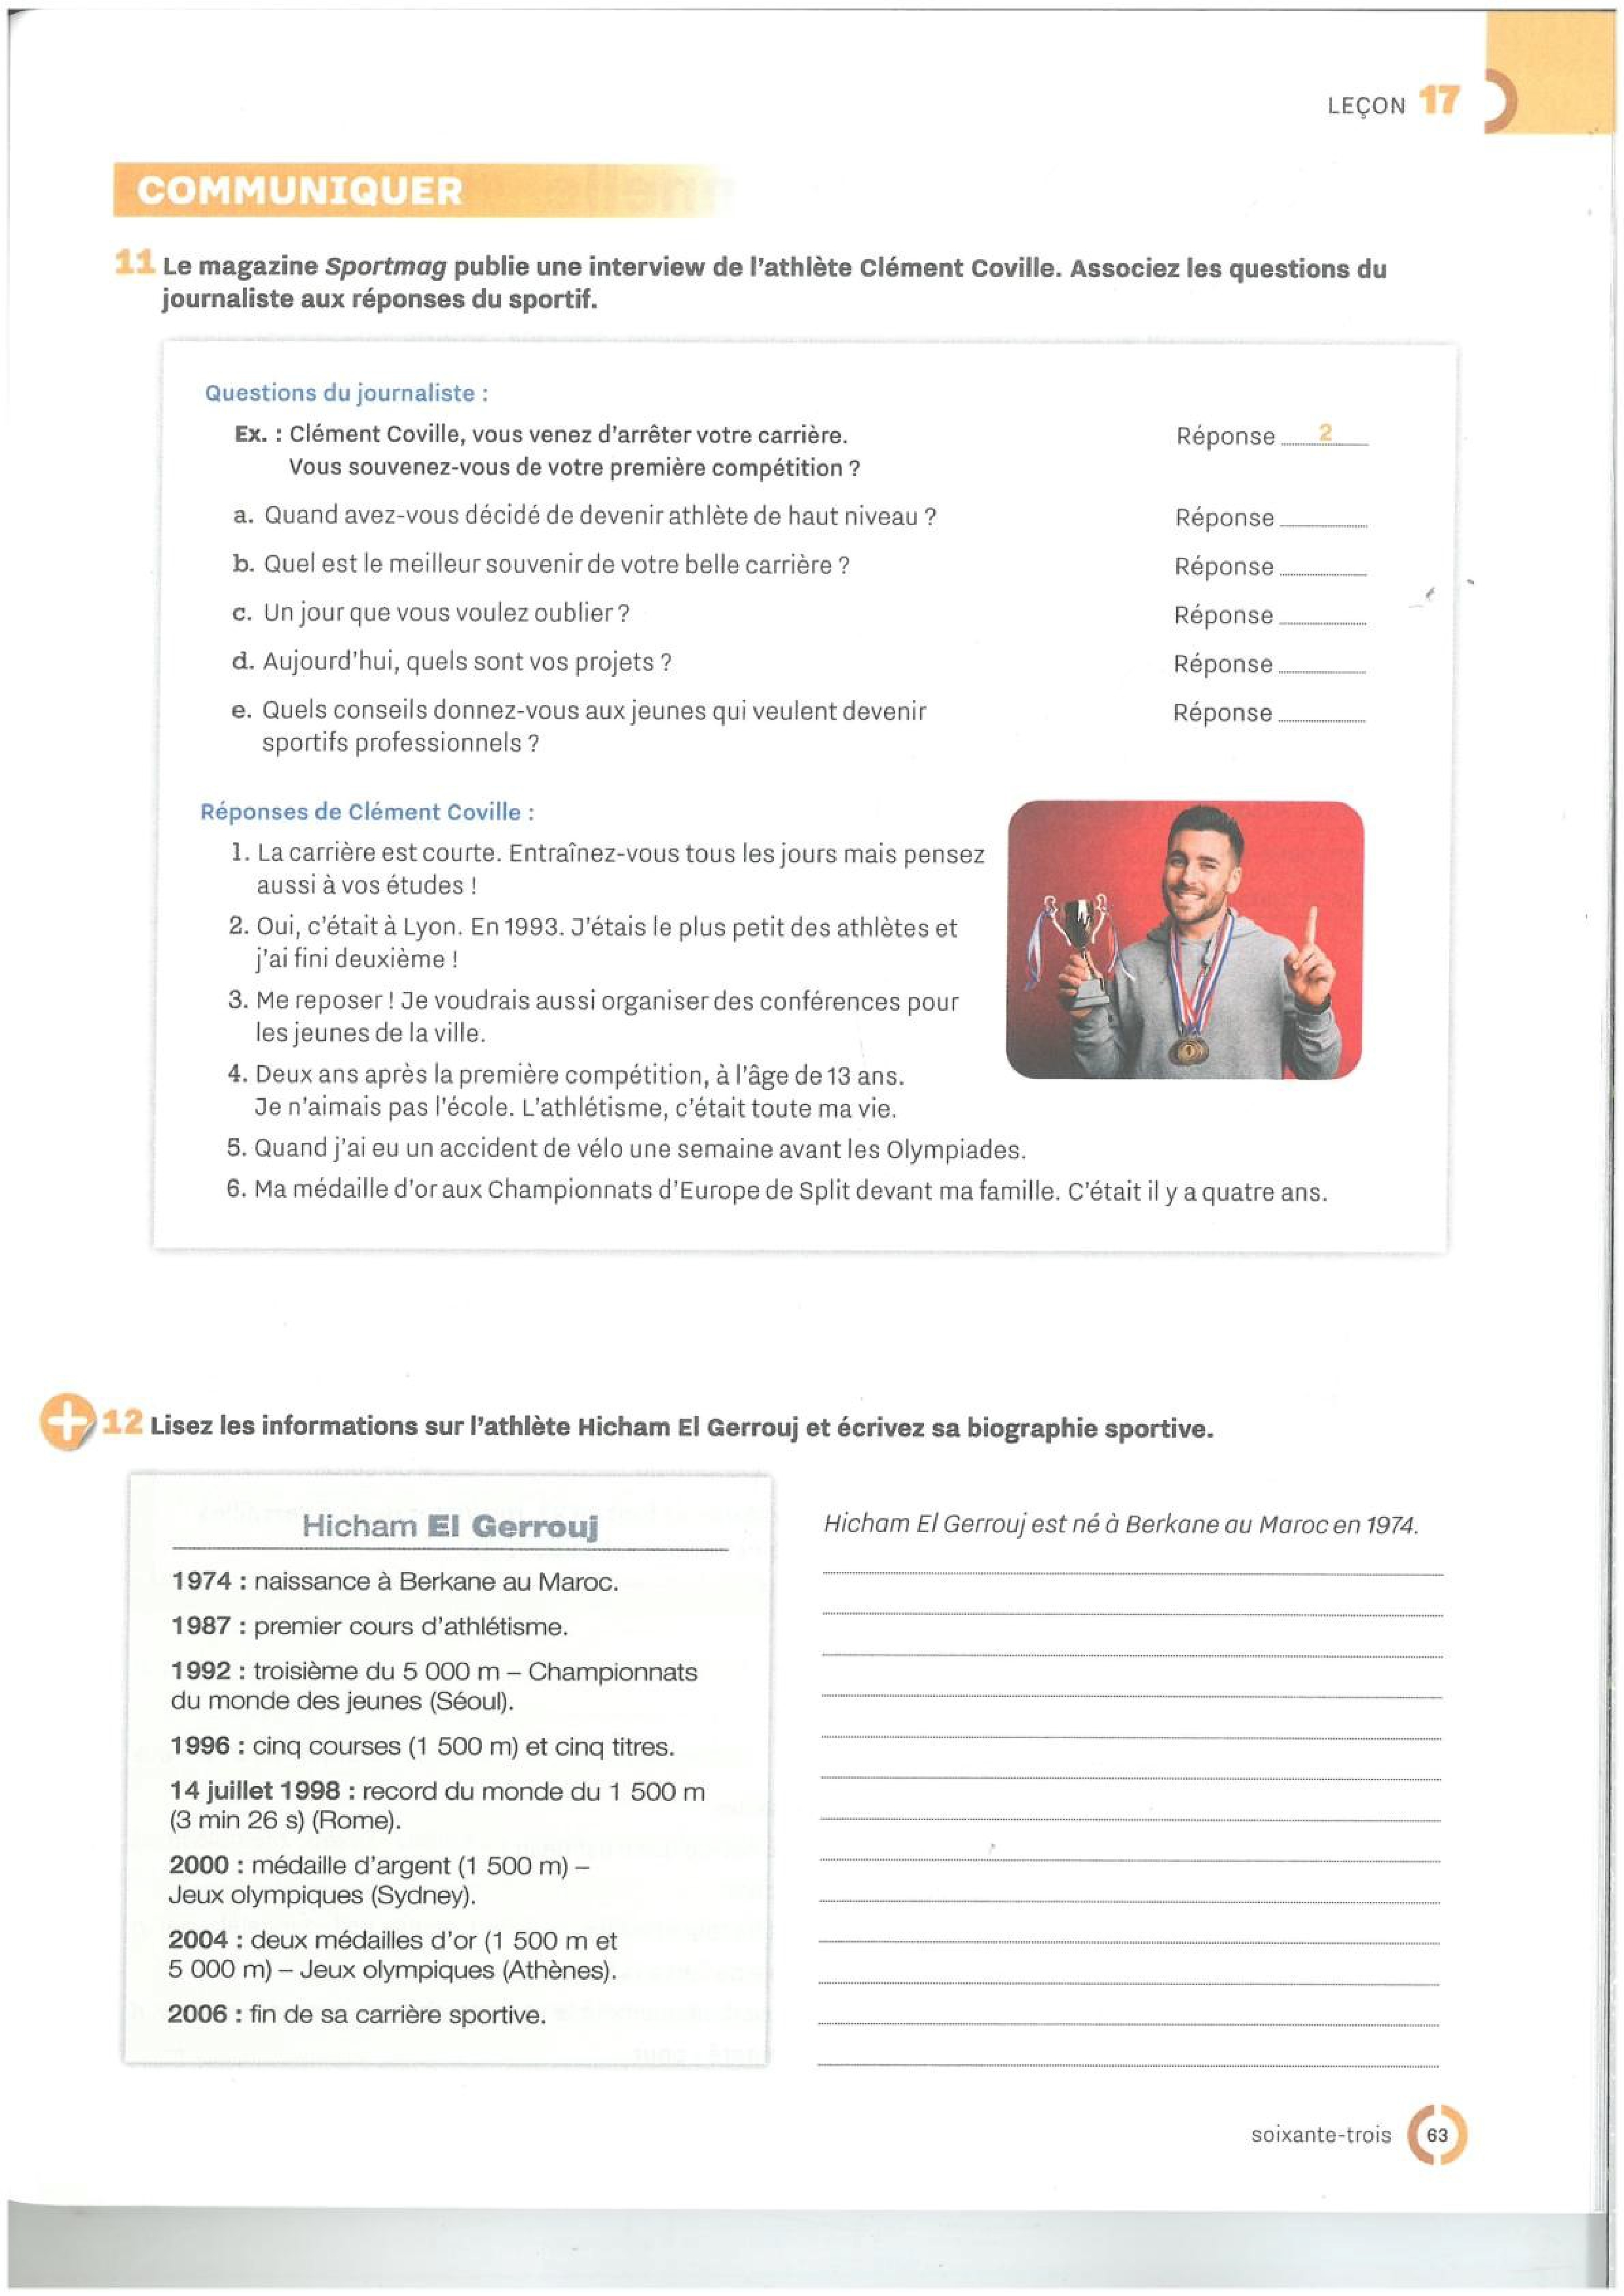 LEÇON 17
COMMUNIQUER
11 Le magazine Sportmag publie une interview de l'athlète Clément Coville. Associez les questions du
journaliste aux réponses du sportif.
Questions du journaliste :
Ex. : Clément Coville, vous venez d'arrêter votre carrière.
Réponse 2
Vous souvenez-vous de votre première compétition ?
a. Quand avez-vous décidé de devenir athlète de haut niveau ?
Réponse
b. Quel est le meilleur souvenir de votre belle carrière ?
Réponse
c. Un jour que vous voulez oublier ?
Réponse
d. Aujourd'hui, quels sont vos projets ?
Réponse
e. Quels conseils donnez-vous aux jeunes qui veulent devenir
Réponse
sportifs professionnels ?
Réponses de Clément Coville :
1. La carrière est courte. Entraînez-vous tous les jours mais pensez
aussi à vos études !
2. Oui, c'était à Lyon. En 1993. J'étais le plus petit des athlètes et
j'ai fini deuxième !
3. Me reposer ! Je voudrais aussi organiser des conférences pour
les jeunes de la ville.
4. Deux ans après la première compétition, à l'âge de 13 ans.
Je n'aimais pas l'école. L'athlétisme, c'était toute ma vie.
5. Quand j'ai eu un accident de vélo une semaine avant les Olympiades.
6. Ma médaille d'or aux Championnats d'Europe de Split devant ma famille. C'était il y a quatre ans.
12 Lisez les informations sur l'athlète Hicham El Gerrouj et écrivez sa biographie sportive.
Hicham El Gerrouj
1974 : naissance à Berkane au Maroc.
1987 : premier cours d'athlétisme.
1992 : troisième du 5 000 m – Championnats
du monde des jeunes (Séoul).
1996 : cinq courses (1 500 m) et cinq titres.
14 juillet 1998 : record du monde du 1 500 m
(3 min 26 s) (Rome).
2000 : médaille d'argent (1 500 m) –
Jeux olympiques (Sydney).
2004 : deux médailles d'or (1 500 m et
5 000 m) – Jeux olympiques (Athènes).
2006 : fin de sa carrière sportive.
Hicham El Gerrouj est né à Berkane au Maroc en 1974.
soixante-trois 63